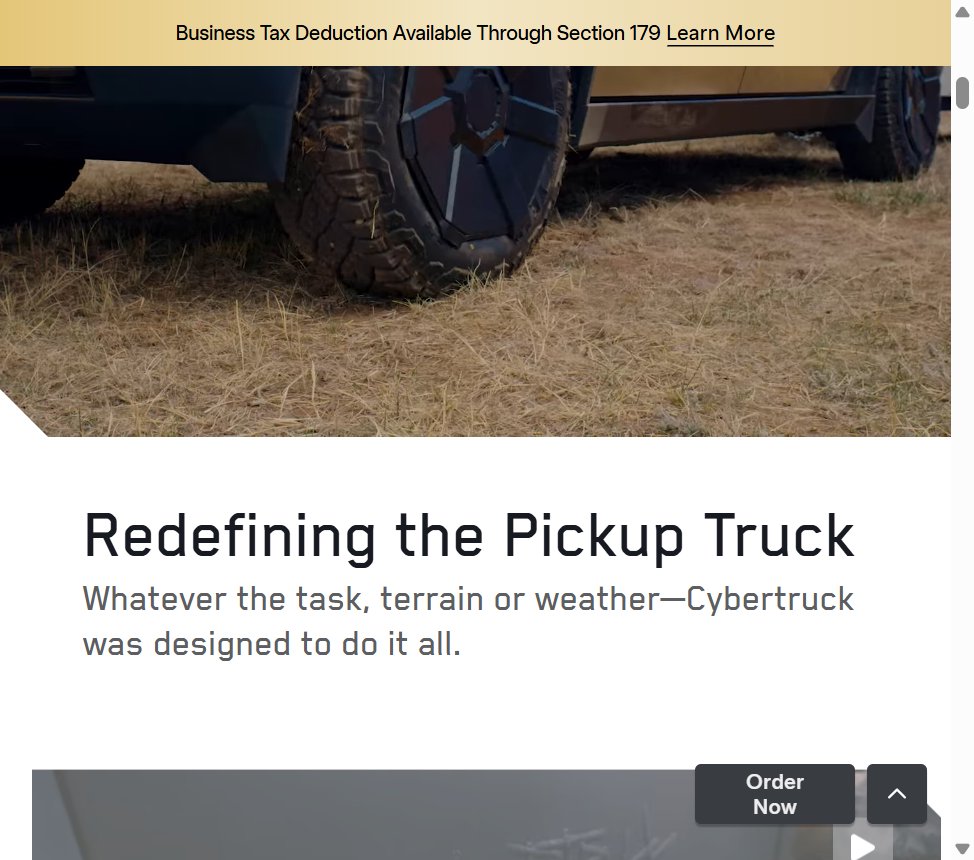 Business Tax Deduction Available Through Section 179 Learn More
Redefining the Pickup Truck
Whatever the task, terrain or weather—Cybertruck
was designed to do it all.
Order
Now